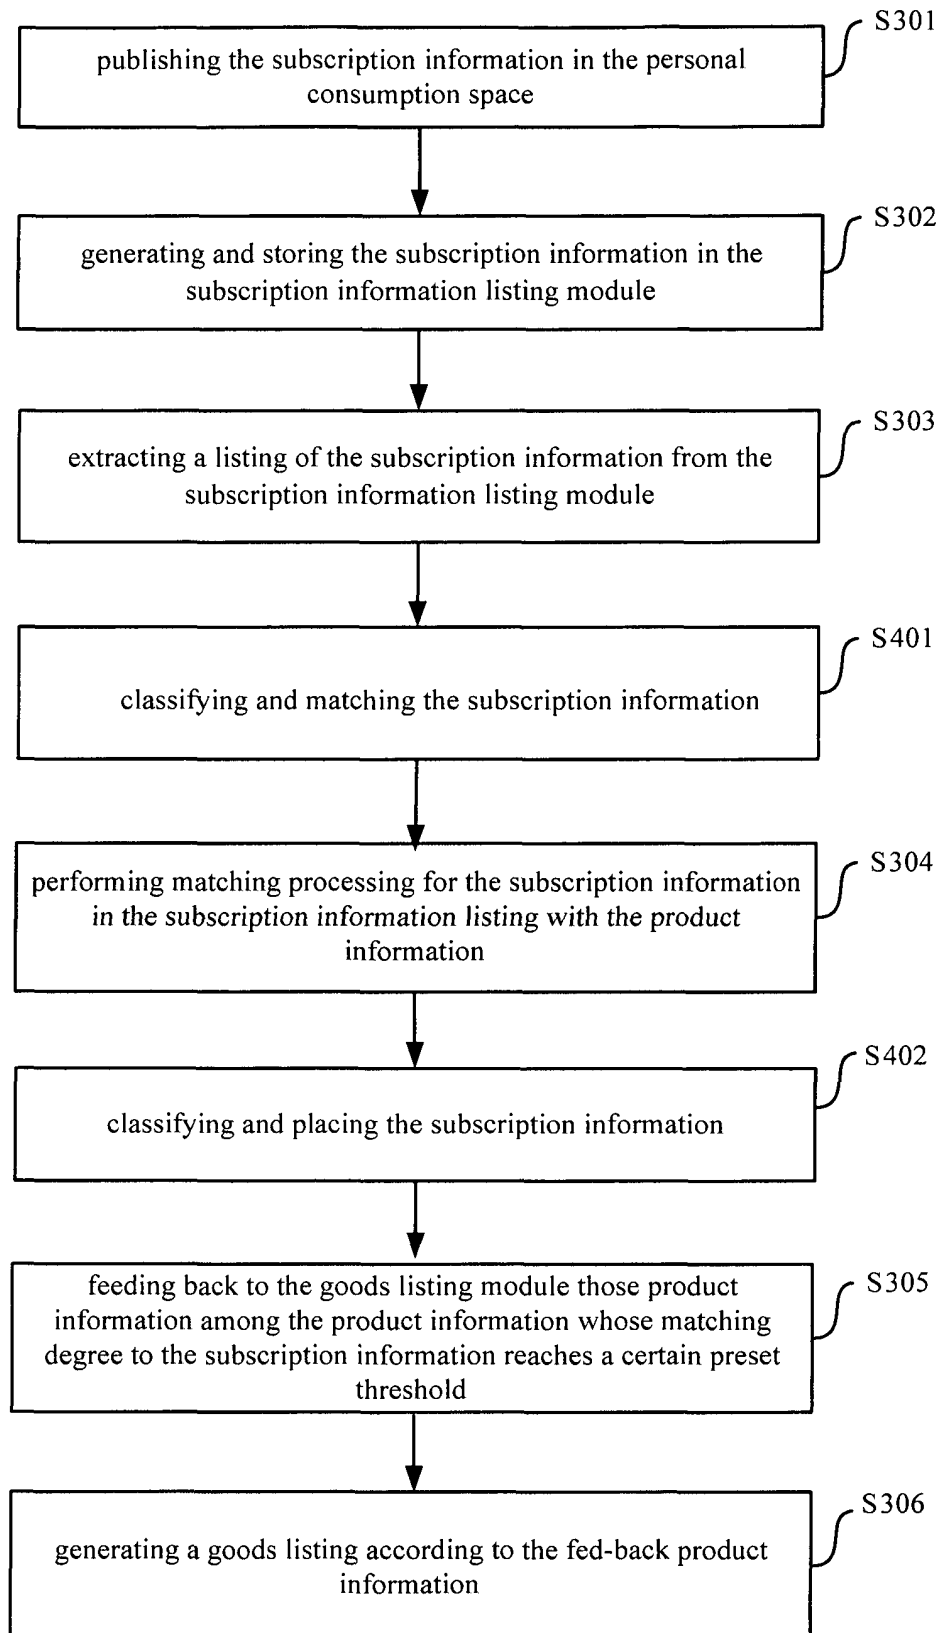 S301
publishing the subscription information in the personal
consumption space
S302
generating and storing the subscription information in the
subscription information listing module
S303
extracting a listing of the subscription information from the
subscription information listing module
S401
classifying and matching the subscription information
S304
performing matching processing for the subscription information
in the subscription information listing with the product
information
S402
classifying and placing the subscription information
S305
feeding back to the goods listing module those product
information among the product information whose matching
degree to the subscription information reaches a certain preset
threshold
S306
generating a goods listing according to the fed-back product
information